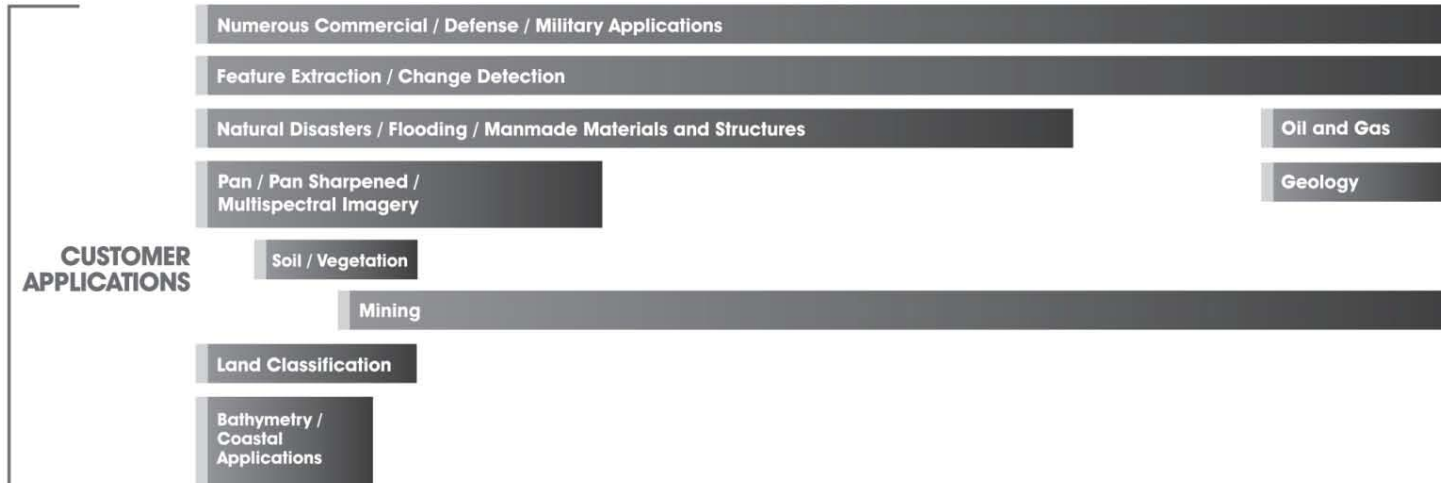 Numerous Commercial / Defense / Military Applications
Feature Extraction / Change Detection
Natural Disasters / Flooding / Manmade Materials and Structures
Oil and Gas
Pan / Pan Sharpened /
Multispectral Imagery
Geology
CUSTOMER
APPLICATIONS
Soil / Vegetation
Mining
Land Classification
Bathymetry /
Coastal
Applications